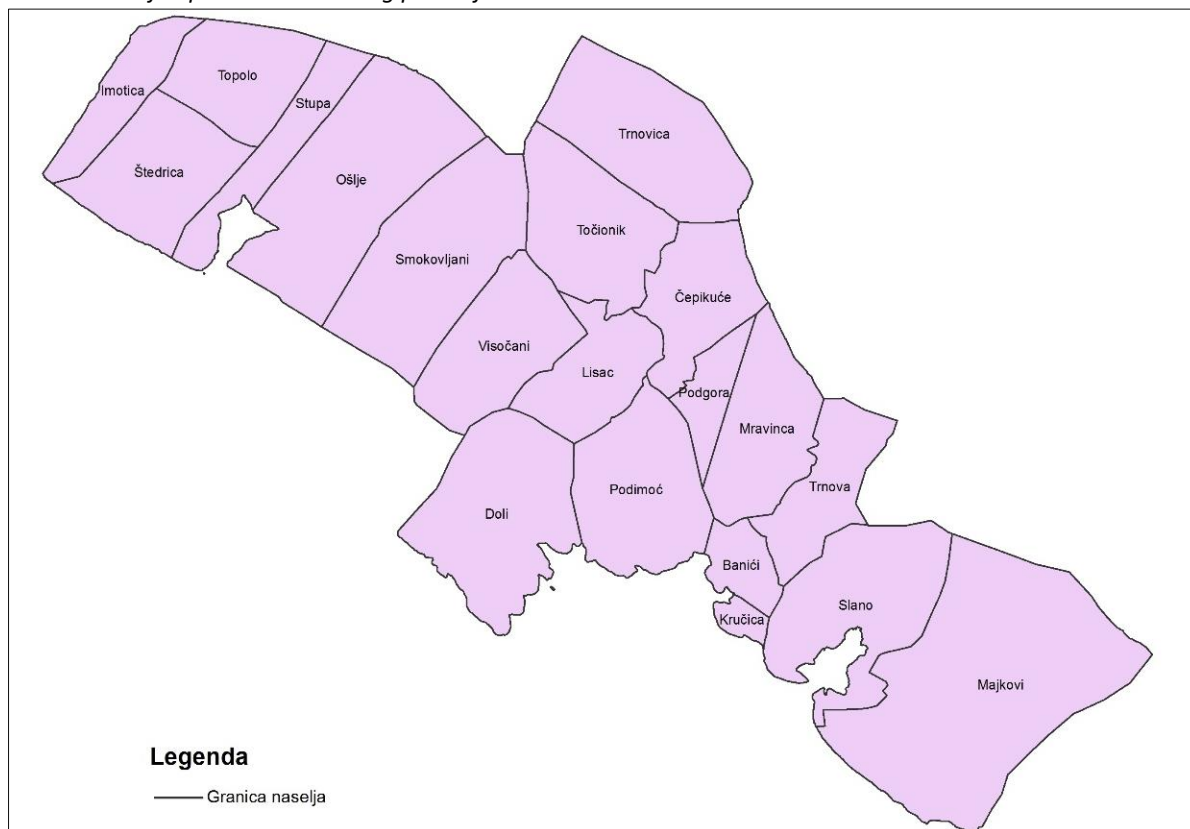 Imotica
Topolo
Stupa
Štedrica
Ošlje
Trnovica
Točionik
Smokovljani
Čepikuće
Visočani
Lisac
Podgora
Mravinca
Trnova
Podimoć
Doli
Banići
Kručica
Slano
Majkovi
Legenda
Granica naselja